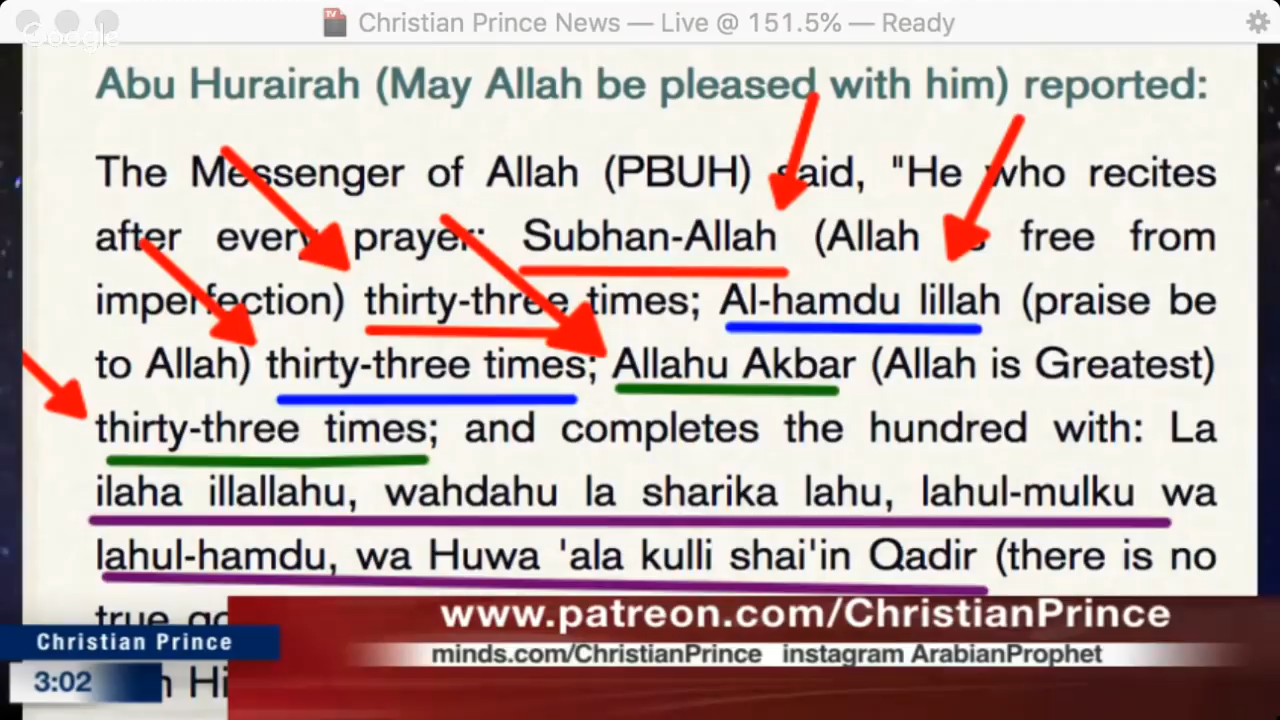 Christian Prince News — Live @ 151.5% — Ready
Google
Abu Hurairah (May Allah be pleased with him) reported:
The Messenger of Allah (PBUH) said, "He who recites
after every prayer: Subhan-Allah (Allah is free from
imperfection) thirty-three times; Al-hamdu lillah (praise be
to Allah) thirty-three times; Allahu Akbar (Allah is Greatest)
thirty-three times; and completes the hundred with: La
ilaha illallahu, wahdahu la sharika lahu, lahul-mulku wa
lahul-hamdu, wa Huwa 'ala kulli shai'in Qadir (there is no
true
www.patreon.com/ChristianPrince
Christian Prince
minds.com/ChristianPrince instagram ArabianProphet
3:02